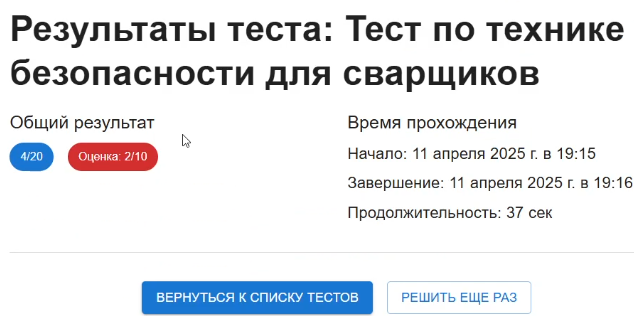 Результаты теста: Тест по технике
безопасности для сварщиков
Общий результат
4/20
Оценка: 2/10
Время прохождения
Начало: 11 апреля 2025 г. в 19:15
Завершение: 11 апреля 2025 г. в 19:16
Продолжительность: 37 сек
ВЕРНУТЬСЯ К СПИСКУ ТЕСТОВ
РЕШИТЬ ЕЩЕ РАЗ